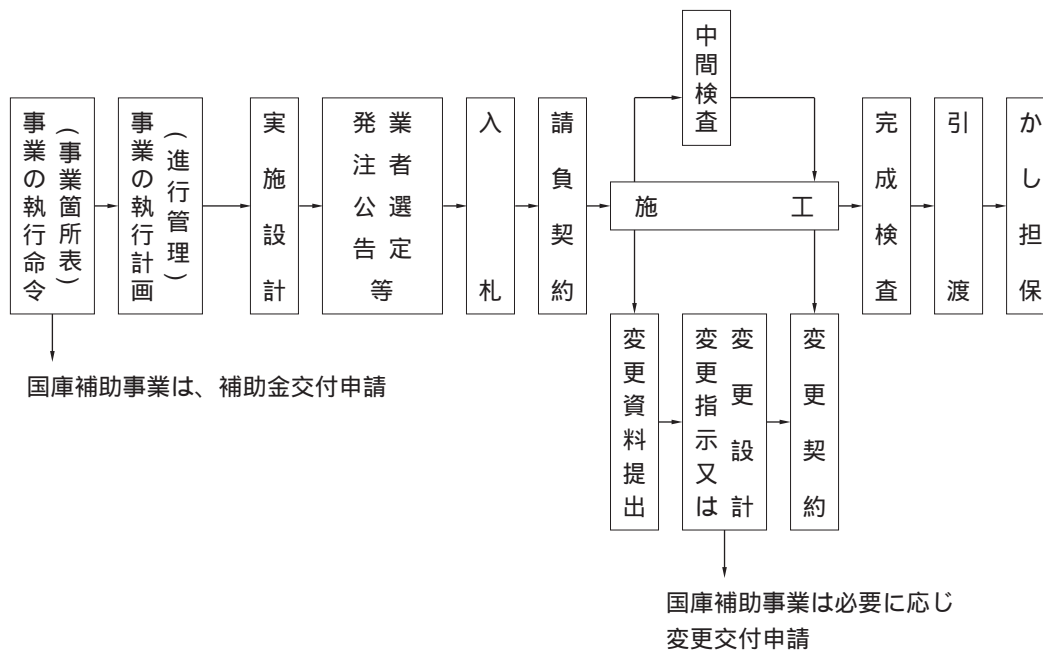 事業の執行命令
(事業箇所表)
事業の執行計画
(進行管理)
実施設計
発注公告
業者選定
等
入札
請負契約
中間検査
施工
完成検査
引渡
かし担保
国庫補助事業は、補助金交付申請
変更資料提出
変更指示又は
変更設計
変更契約
国庫補助事業は必要に応じ
変更交付申請